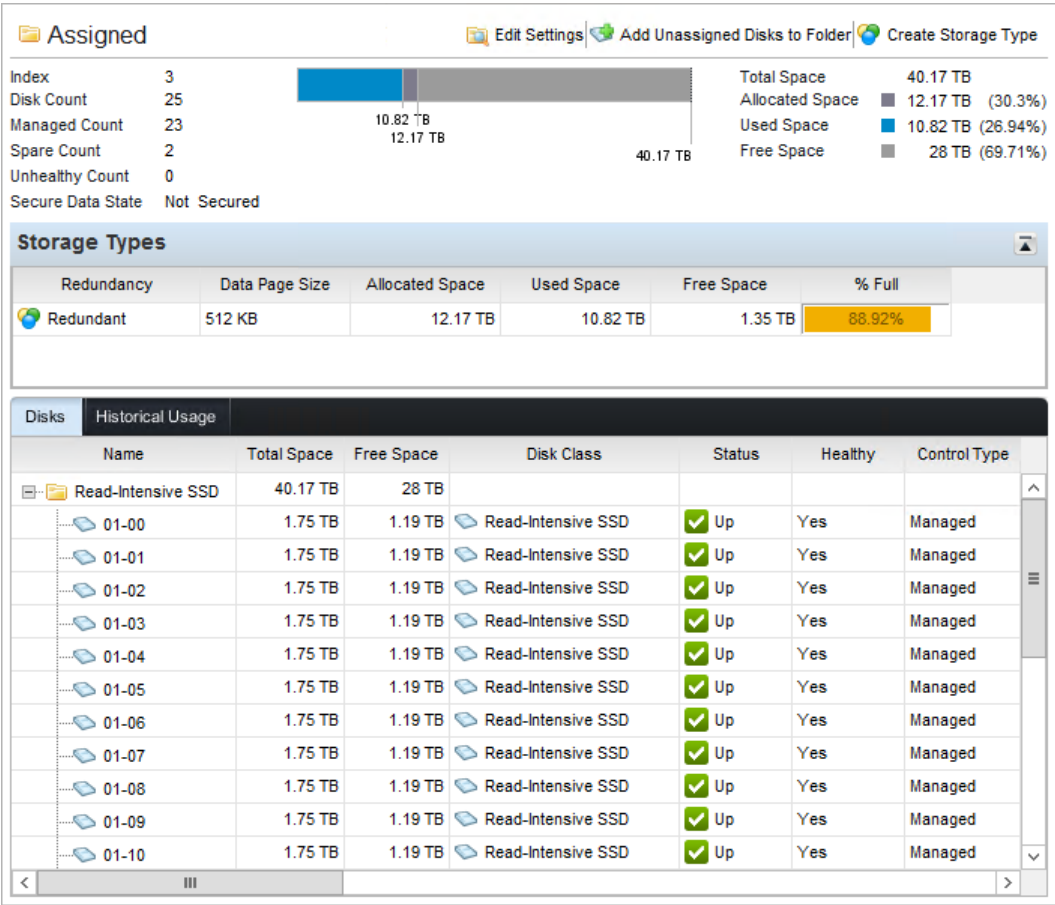 Assigned
Edit Settings Add Unassigned Disks to Folder Create Storage Type
Index 3
Disk Count 25
Managed Count 23
Spare Count 2
Unhealthy Count 0
Secure Data State Not Secured
10.82 TB
12.17 TB
40.17 TB
Total Space 40.17 TB
Allocated Space 12.17 TB (30.3%)
Used Space 10.82 TB (26.94%)
Free Space 28 TB (69.71%)
Storage Types
Redundancy Data Page Size Allocated Space Used Space Free Space % Full
Redundant 512 KB 12.17 TB 10.82 TB 1.35 TB 88.92%
Disks Historical Usage
Name Total Space Free Space Disk Class Status Healthy Control Type
Read-Intensive SSD 40.17 TB 28 TB
01-00 1.75 TB 1.19 TB Read-Intensive SSD Up Yes Managed
01-01 1.75 TB 1.19 TB Read-Intensive SSD Up Yes Managed
01-02 1.75 TB 1.19 TB Read-Intensive SSD Up Yes Managed
01-03 1.75 TB 1.19 TB Read-Intensive SSD Up Yes Managed
01-04 1.75 TB 1.19 TB Read-Intensive SSD Up Yes Managed
01-05 1.75 TB 1.19 TB Read-Intensive SSD Up Yes Managed
01-06 1.75 TB 1.19 TB Read-Intensive SSD Up Yes Managed
01-07 1.75 TB 1.19 TB Read-Intensive SSD Up Yes Managed
01-08 1.75 TB 1.19 TB Read-Intensive SSD Up Yes Managed
01-09 1.75 TB 1.19 TB Read-Intensive SSD Up Yes Managed
01-10 1.75 TB 1.19 TB Read-Intensive SSD Up Yes Managed